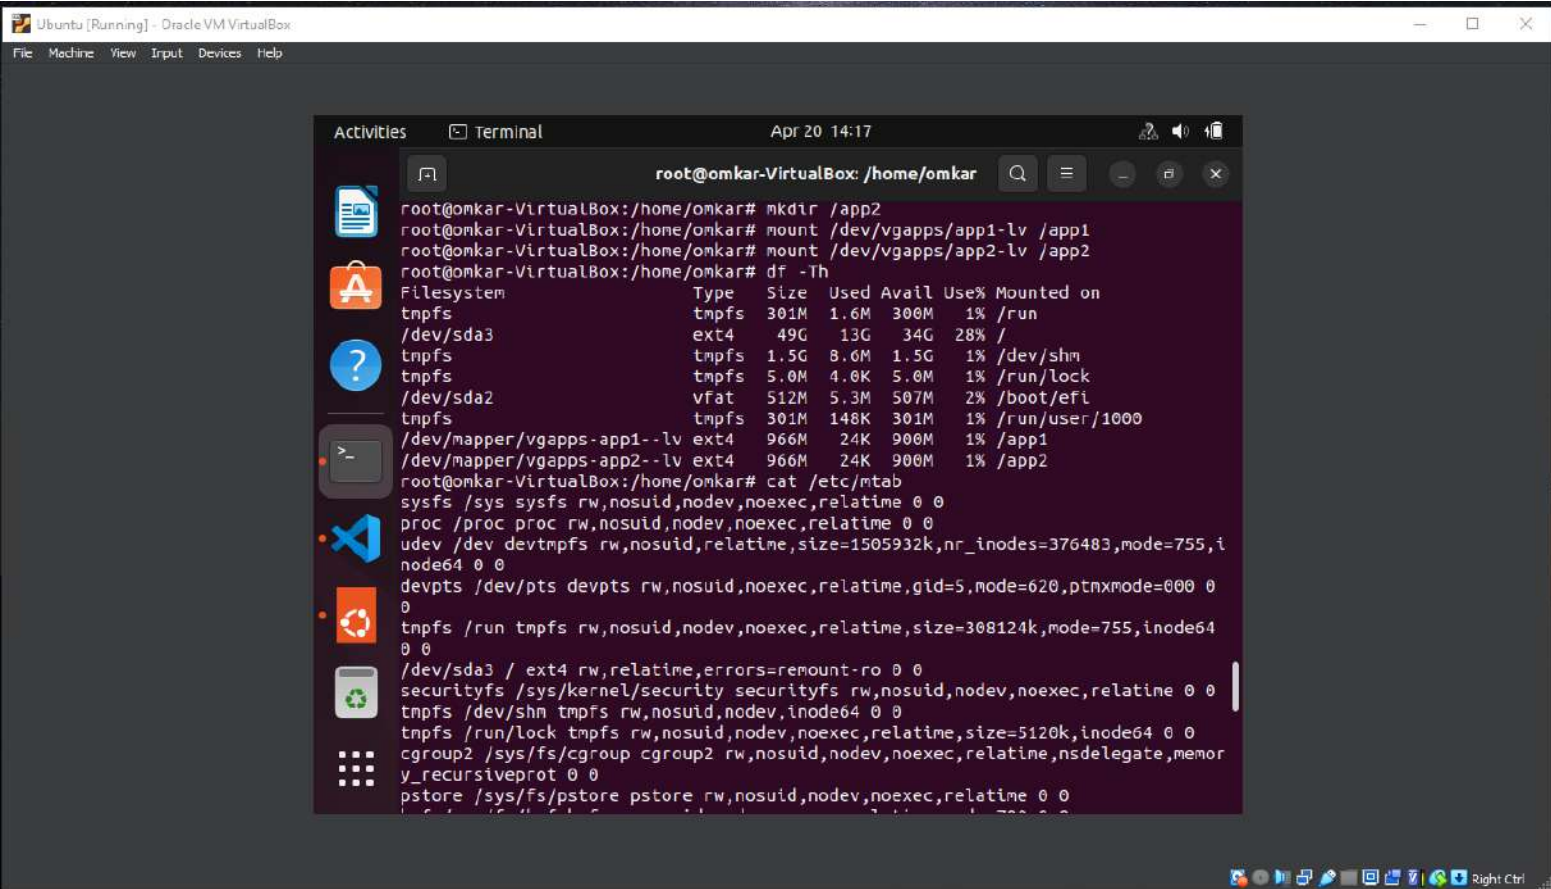 Ubuntu [Running] - Oracle VM VirtualBox
File Machine View Input Devices Help
Activities Terminal Apr 20 14:17
root@omkar-VirtualBox: /home/omkar
root@omkar-VirtualBox:/home/omkar# mkdir /app2
root@omkar-VirtualBox:/home/omkar# mount /dev/vgapps/app1-lv /app1
root@omkar-VirtualBox:/home/omkar# mount /dev/vgapps/app2-lv /app2
root@omkar-VirtualBox:/home/omkar# df -Th
Filesystem Type Size Used Avail Use% Mounted on
tmpfs tmpfs 301M 1.6M 300M 1% /run
/dev/sda3 ext4 49G 13G 34G 28% /
tmpfs tmpfs 1.5G 8.6M 1.5G 1% /dev/shm
tmpfs tmpfs 5.0M 4.0K 5.0M 1% /run/lock
/dev/sda2 vfat 512M 5.3M 507M 2% /boot/efi
tmpfs tmpfs 301M 148K 301M 1% /run/user/1000
/dev/mapper/vgapps-app1--lv ext4 966M 24K 900M 1% /app1
/dev/mapper/vgapps-app2--lv ext4 966M 24K 900M 1% /app2
root@omkar-VirtualBox:/home/omkar# cat /etc/mtab
sysfs /sys sysfs rw,nosuid,nodev,noexec,relatime 0 0
proc /proc proc rw,nosuid,nodev,noexec,relatime 0 0
udev /dev devtmpfs rw,nosuid,relatime,size=1505932k,nr_inodes=376483,mode=755,i
node64 0 0
devpts /dev/pts devpts rw,nosuid,noexec,relatime,gid=5,mode=620,ptmxmode=000 0
0
tmpfs /run tmpfs rw,nosuid,nodev,noexec,relatime,size=308124k,mode=755,inode64
0 0
/dev/sda3 / ext4 rw,relatime,errors=remount-ro 0 0
securityfs /sys/kernel/security securityfs rw,nosuid,nodev,noexec,relatime 0 0
tmpfs /dev/shm tmpfs rw,nosuid,nodev,inode64 0 0
tmpfs /run/lock tmpfs rw,nosuid,nodev,noexec,relatime,size=5120k,inode64 0 0
cgroup2 /sys/fs/cgroup cgroup2 rw,nosuid,nodev,noexec,relatime,nsdelegate,memor
y_recursiveprot 0 0
pstore /sys/fs/pstore pstore rw,nosuid,nodev,noexec,relatime 0 0
Right Ctrl